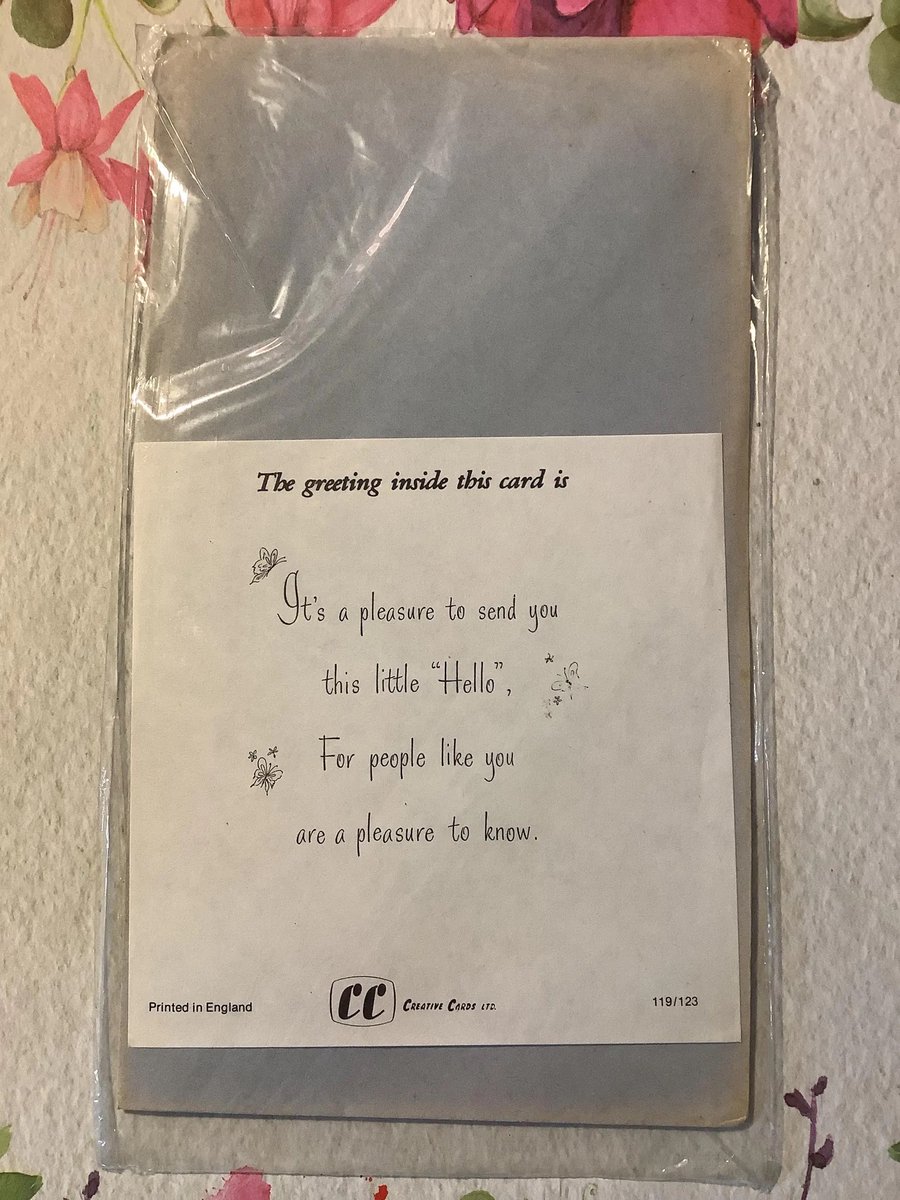 The greeting inside this card is
It's a pleasure to send you
this little “Hello”,
For people like you
are a pleasure to know.
Printed in England
CC
CREATIVE CARDS LTD.
119/123